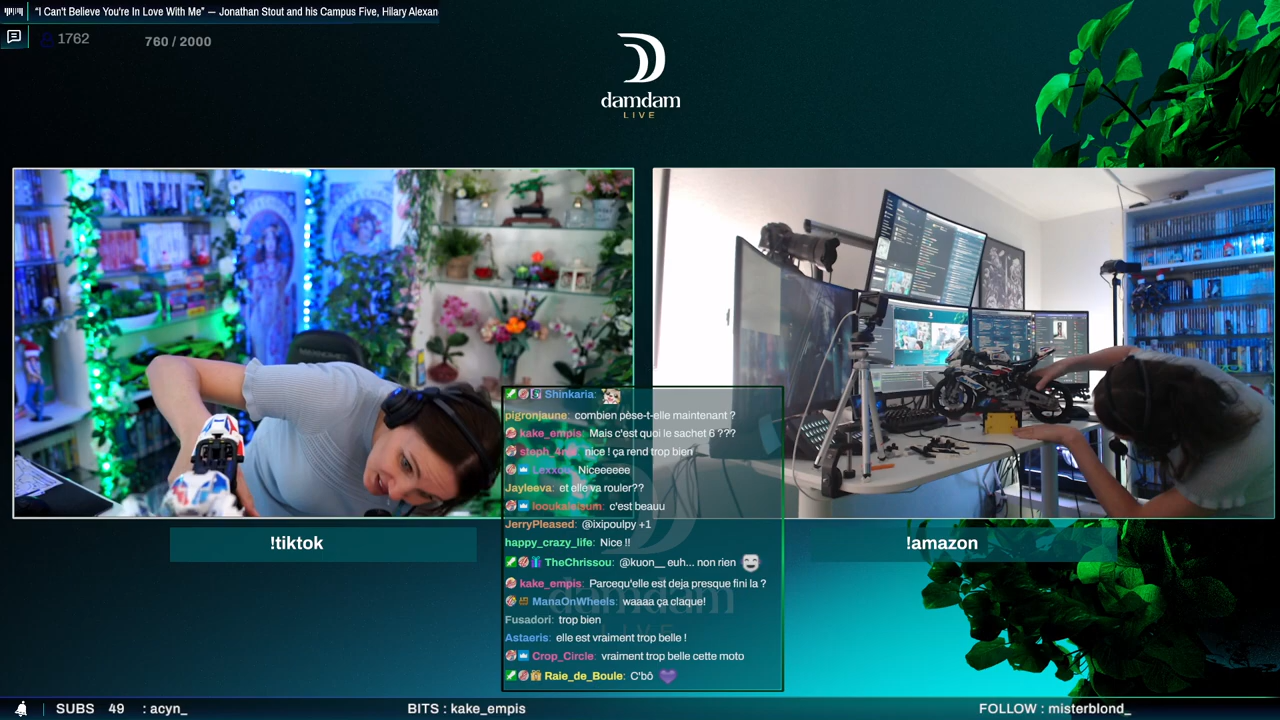 “I Can't Believe You're In Love With Me” — Jonathan Stout and his Campus Five, Hilary Alexan
1762
760 / 2000
damdam
LIVE
Shinkaria:
pigronjaune: combien pèse-t-elle maintenant ?
kake_empis: Mais c'est quoi le sachet 6 ???
nice ! ça rend trop bien
Niceeeeee
Jayleeva: et elle va rouler??
looukaleisum: c'est beauu
JerryPleased: @ixipoulpy +1
happy_crazy_life: Nice !!
TheChrissou: @kuon__ euh... non rien
kake_empis: Parcequ'elle est deja presque fini la ?
ManaOnWheels: waaaa ça claque!
Fusadori: trop bien
Astaeris: elle est vraiment trop belle !
Crop_Circle: vraiment trop belle cette moto
Raie_de_Boule: C'bô
damdam
LIVE
!tiktok
!amazon
SUBS 49 : acyn_
BITS : kake_empis
FOLLOW : misterblond_